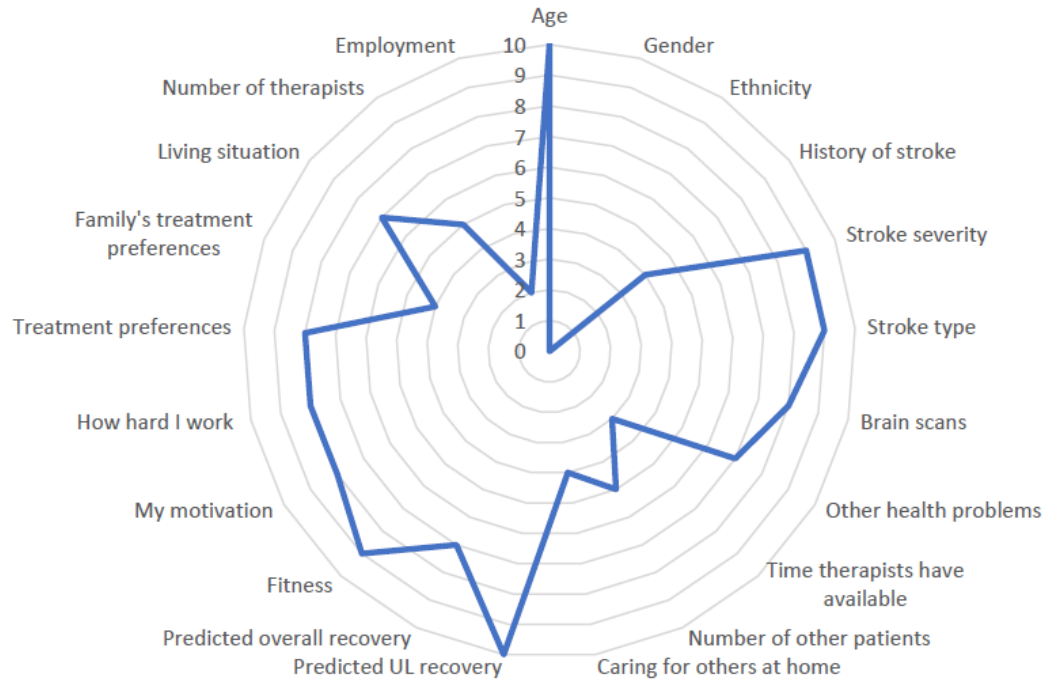 Age
Employment
10
Gender
Number of therapists
9
Ethnicity
8
Living situation
7
History of stroke
6
Family's treatment
preferences
5
Stroke severity
4
3
2
Treatment preferences
1
Stroke type
0
How hard I work
Brain scans
My motivation
Other health problems
Fitness
Time therapists have
available
Predicted overall recovery
Number of other patients
Predicted UL recovery
Caring for others at home